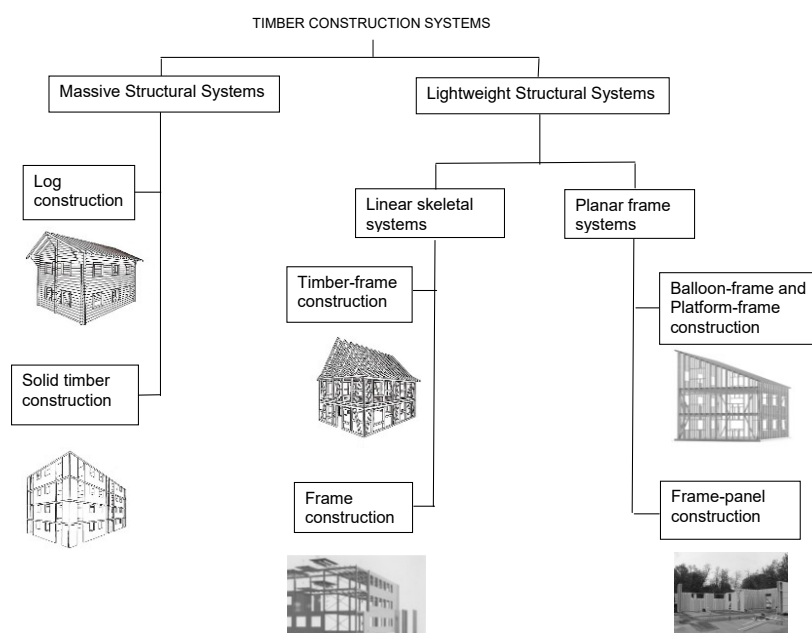 TIMBER CONSTRUCTION SYSTEMS
Massive Structural Systems
Lightweight Structural Systems
Log
construction
Linear skeletal
systems
Planar frame
systems
Timber-frame
construction
Balloon-frame and
Platform-frame
construction
Solid timber
construction
Frame
construction
Frame-panel
construction